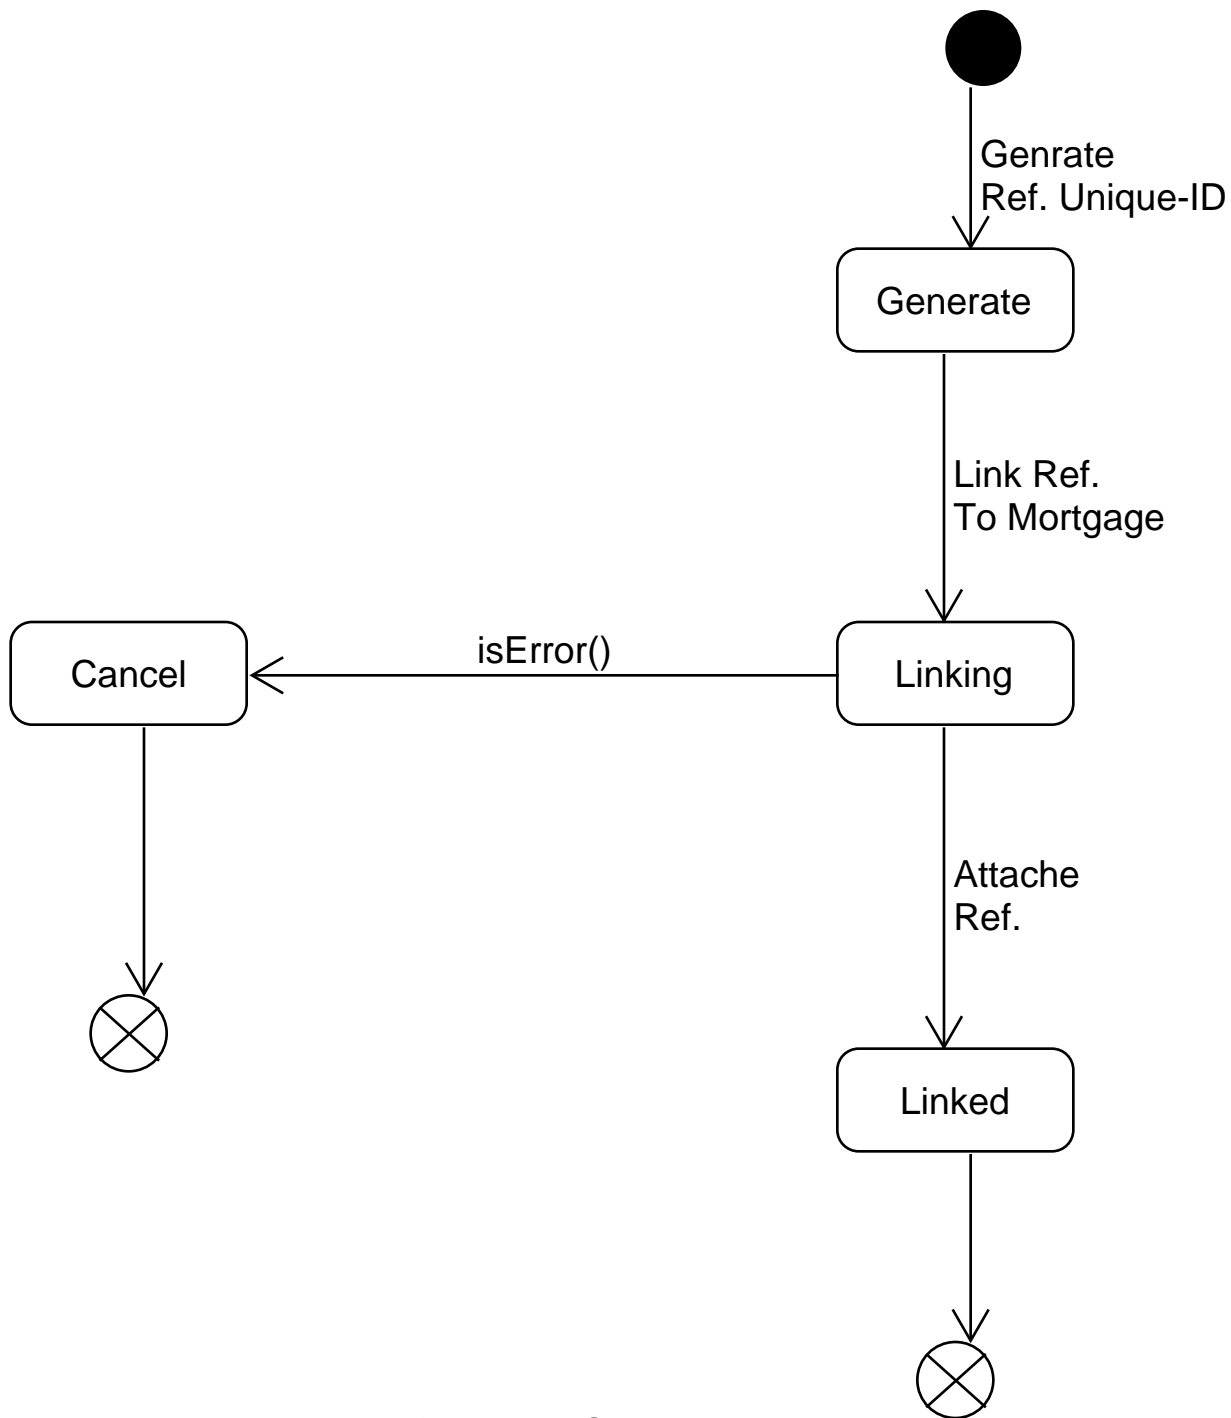 Genrate
Ref. Unique-ID
Generate
Link Ref.
To Mortgage
Cancel
isError()
Linking
Attache
Ref.
Linked